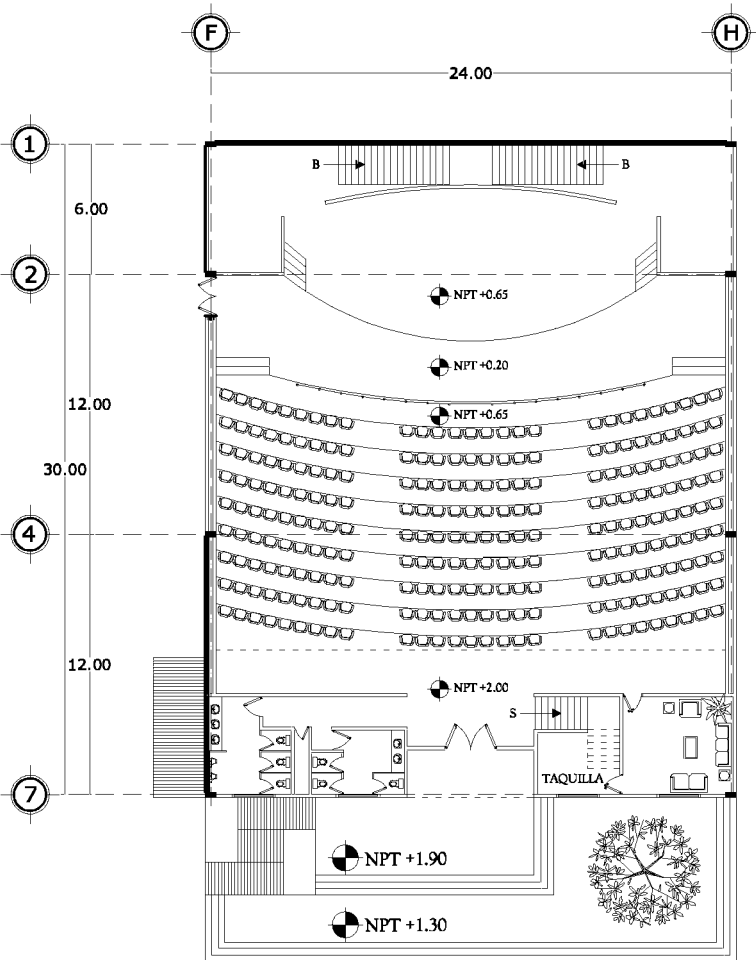 F
H
24.00
1
B
B
6.00
2
NPT +0.65
NPT +0.20
12.00
NPT +0.65
30.00
4
12.00
NPT +2.00
S
TAQUILLA
7
NPT +1.90
NPT +1.30